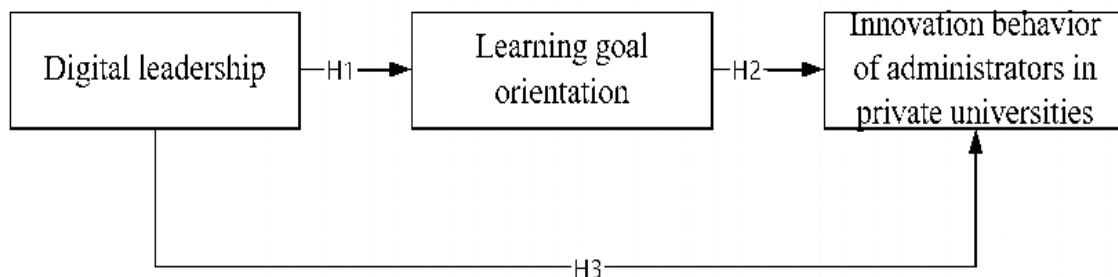 Digital leadership
H1
Learning goal
orientation
H2
Innovation behavior
of administrators in
private universities
H3